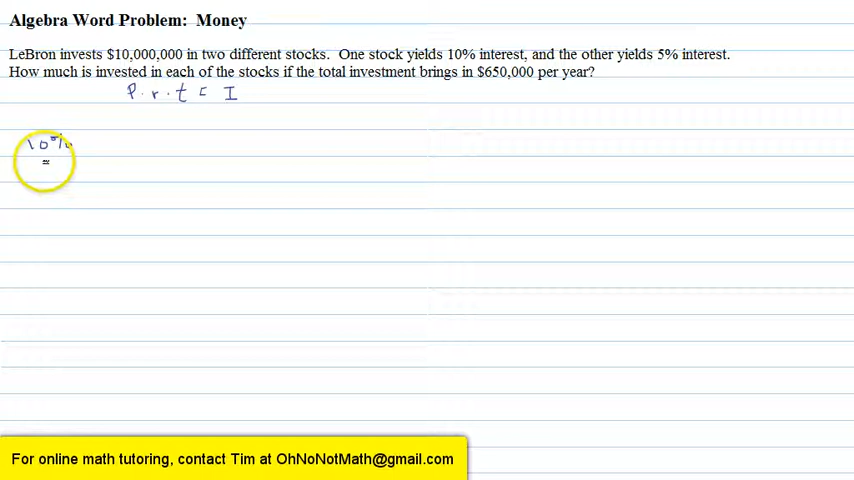 Algebra Word Problem: Money
LeBron invests $10,000,000 in two different stocks. One stock yields 10% interest, and the other yields 5% interest.
How much is invested in each of the stocks if the total investment brings in $650,000 per year?
P · r · t = I
10%
For online math tutoring, contact Tim at OhNoNotMath@gmail.com